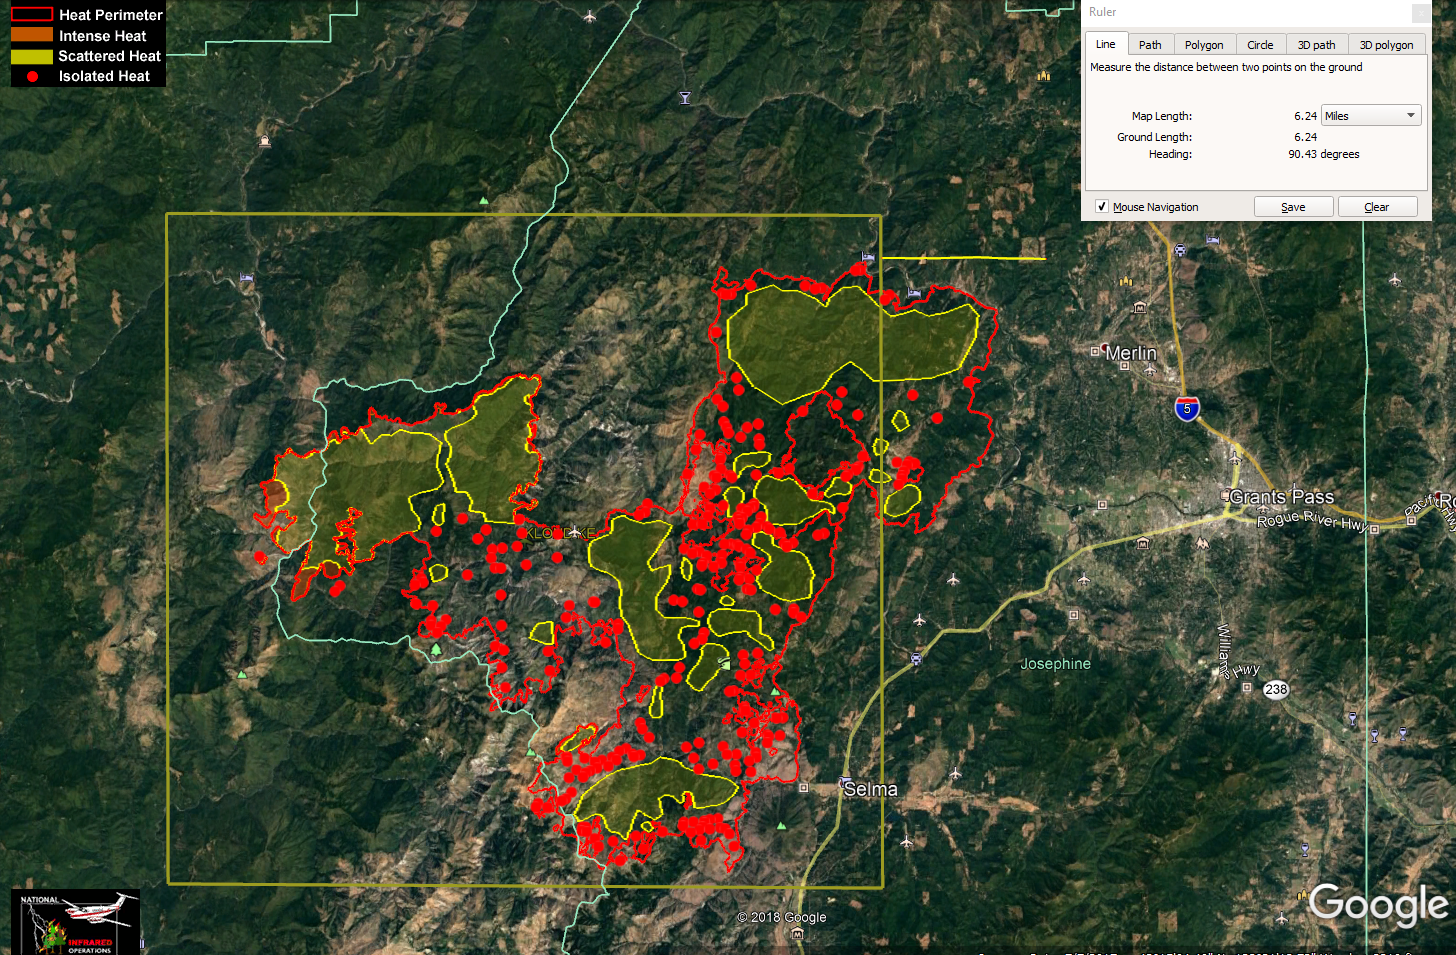 Heat Perimeter
Intense Heat
Scattered Heat
Isolated Heat
Ruler
Line
Path
Polygon
Circle
3D path
3D polygon
Measure the distance between two points on the ground
Map Length:
6.24
Miles
Ground Length:
6.24
Heading:
90.43 degrees
Mouse Navigation
Save
Clear
Merlin
5
Grants Pass
Rogue River Hwy
Williams
Hwy
238
Josephine
Selma
© 2018 Google
Google
NATIONAL
INFRARED
OPERATIONS